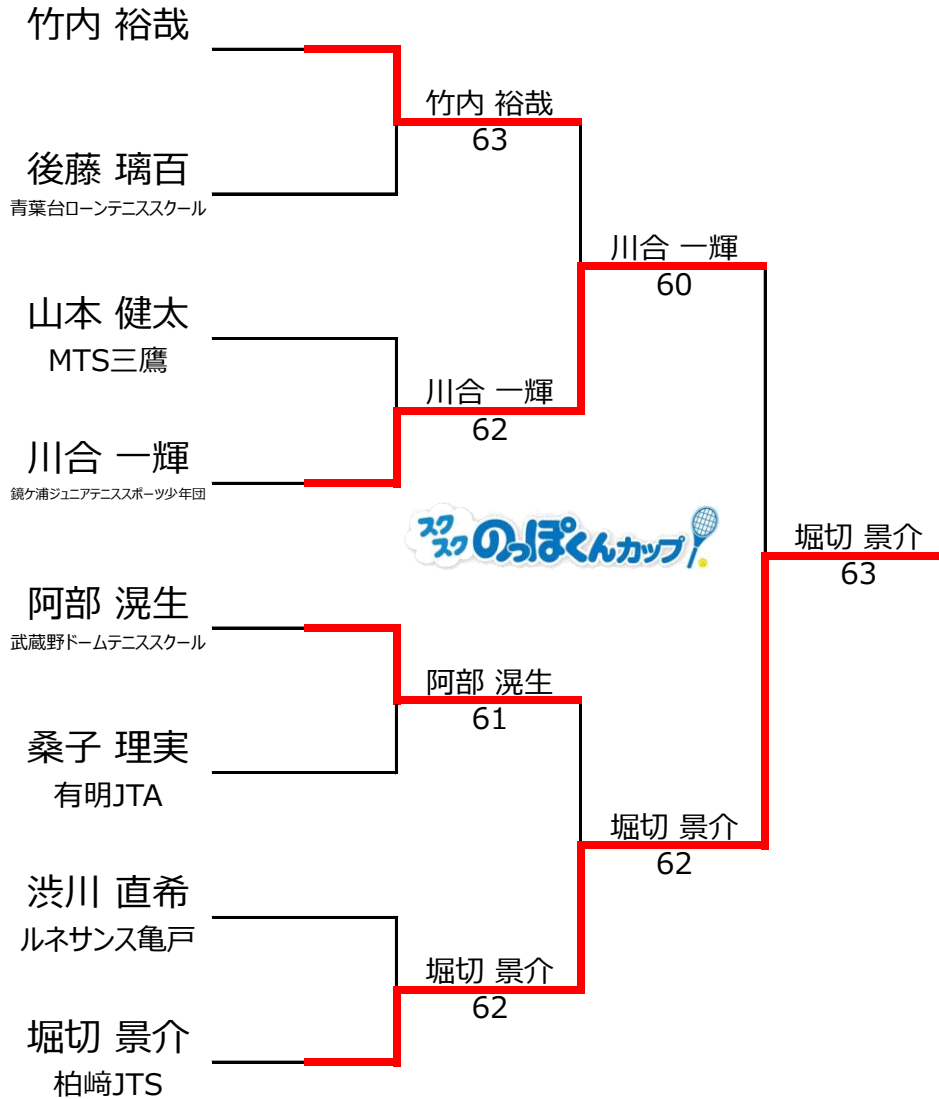 竹内 裕哉
後藤 璃百
青葉台ローンテニススクール
山本 健太
MTS三鷹
川合 一輝
鏡ケ浦ジュニアテニススポーツ少年団
阿部 滉生
武蔵野ドームテニススクール
桑子 理実
有明JTA
渋川 直希
ルネサンス亀戸
堀切 景介
柏﨑JTS
竹内 裕哉
63
川合 一輝
62
阿部 滉生
61
堀切 景介
62
川合 一輝
60
堀切 景介
62
スクスク のっぽくんカップ
堀切 景介
63